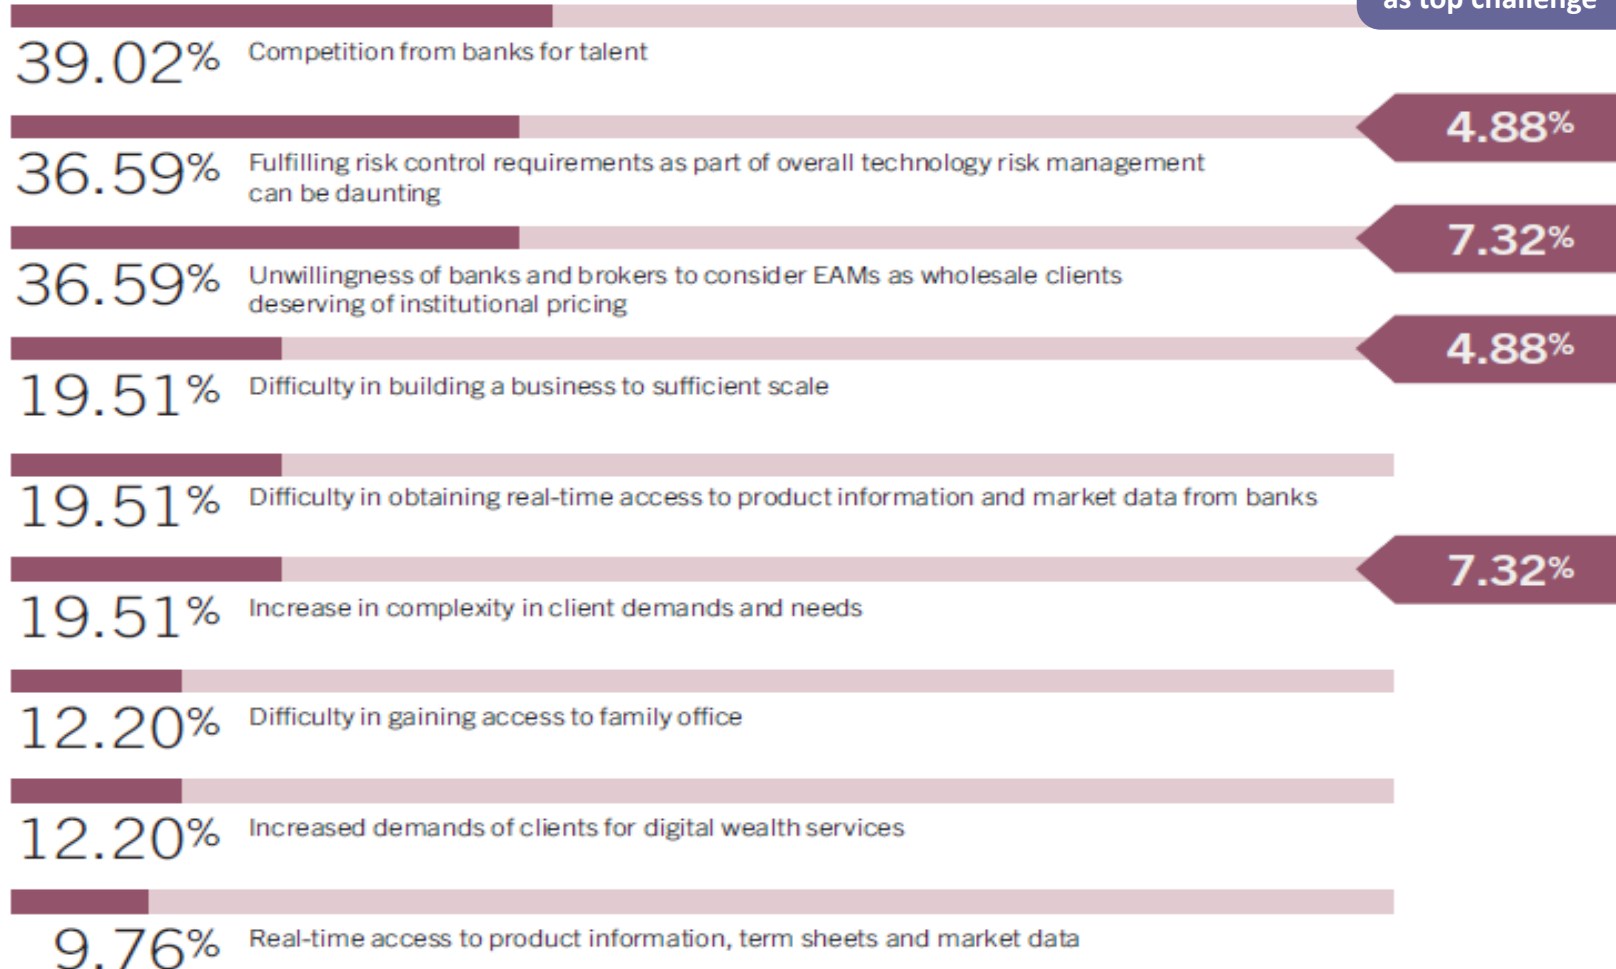 as top challenge
39.02% Competition from banks for talent
4.88%
36.59% Fulfilling risk control requirements as part of overall technology risk management
can be daunting
7.32%
36.59% Unwillingness of banks and brokers to consider EAMs as wholesale clients
deserving of institutional pricing
4.88%
19.51% Difficulty in building a business to sufficient scale
19.51% Difficulty in obtaining real-time access to product information and market data from banks
7.32%
19.51% Increase in complexity in client demands and needs
12.20% Difficulty in gaining access to family office
12.20% Increased demands of clients for digital wealth services
9.76% Real-time access to product information, term sheets and market data